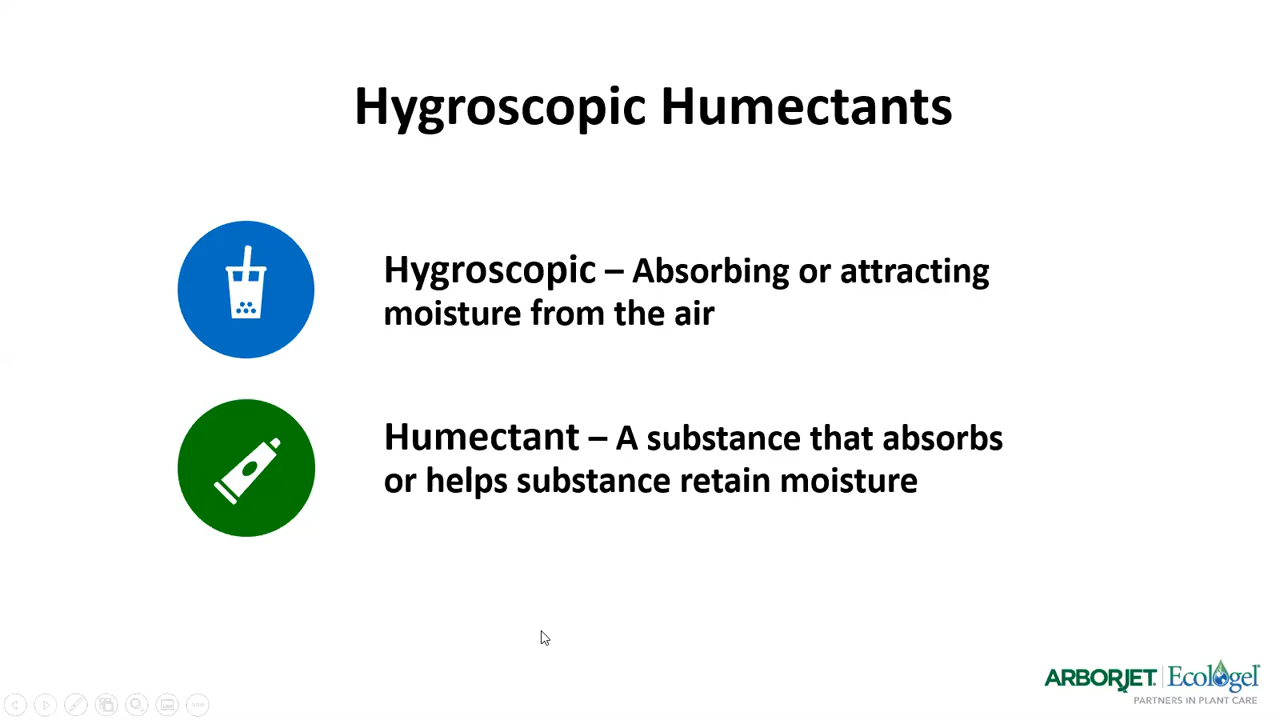 Hygroscopic Humectants
Hygroscopic – Absorbing or attracting
moisture from the air
Humectant – A substance that absorbs
or helps substance retain moisture
ARBORJET Ecologel
PARTNERS IN PLANT CARE